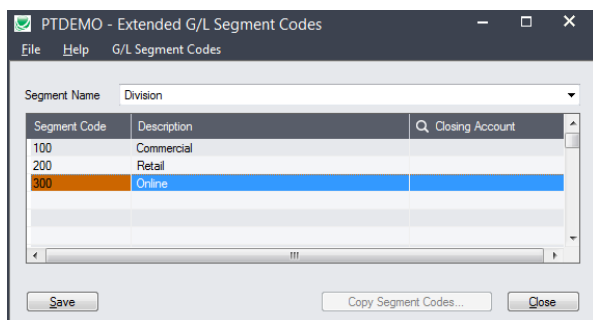 PTDEMO - Extended G/L Segment Codes
File Help G/L Segment Codes
Segment Name Division
Segment Code Description Closing Account
100 Commercial
200 Retail
300 Online
Save Copy Segment Codes... Close